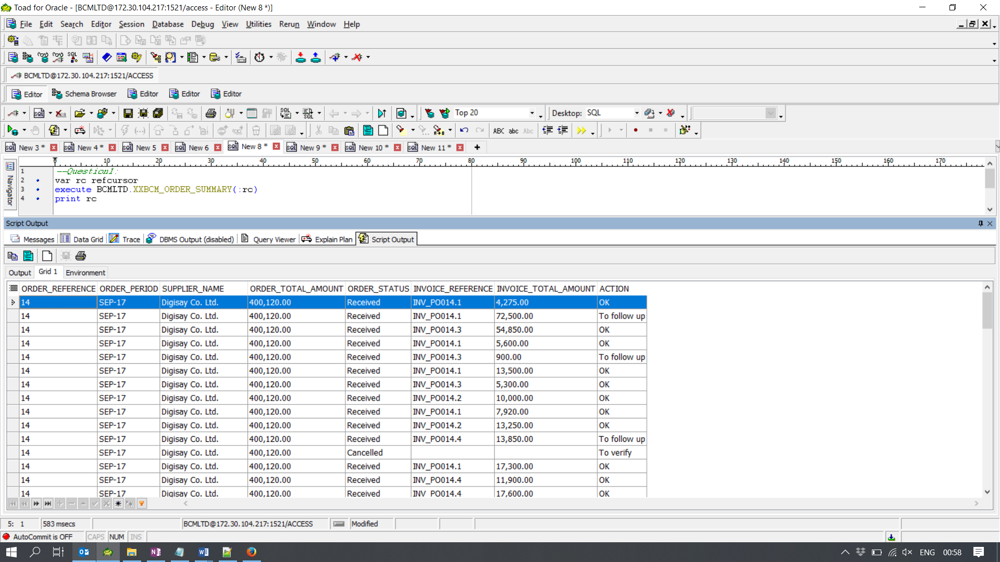 Toad for Oracle - [BCMLTD@172.30.104.217:1521/access - Editor (New 8 *)]
File Edit Search Editor Session Database Debug View Utilities Rerun Window Help
BCMLTD@172.30.104.217:1521/ACCESS
Editor Schema Browser Editor Editor Editor
Top 20 Desktop: SQL
New 3 * New 4 * New 5 New 6 New 8 * New 9 * New 10 * New 11 * +
0 10 20 30 40 50 60 70 80 90 100 110 120 130 140 150 160 170
Navigator
1 --Question1:
2 var rc refcursor
3 execute BCMLTD.XXBCM_ORDER_SUMMARY(:rc)
4 print rc
Script Output
Messages Data Grid Trace DBMS Output (disabled) Query Viewer Explain Plan Script Output
Output Grid 1 Environment
ORDER_REFERENCE ORDER_PERIOD SUPPLIER_NAME ORDER_TOTAL_AMOUNT ORDER_STATUS INVOICE_REFERENCE INVOICE_TOTAL_AMOUNT ACTION
14 SEP-17 Digisay Co. Ltd. 400,120.00 Received INV_PO014.1 4,275.00 OK
14 SEP-17 Digisay Co. Ltd. 400,120.00 Received INV_PO014.1 72,500.00 To follow up
14 SEP-17 Digisay Co. Ltd. 400,120.00 Received INV_PO014.3 54,850.00 OK
14 SEP-17 Digisay Co. Ltd. 400,120.00 Received INV_PO014.1 5,600.00 OK
14 SEP-17 Digisay Co. Ltd. 400,120.00 Received INV_PO014.3 900.00 To follow up
14 SEP-17 Digisay Co. Ltd. 400,120.00 Received INV_PO014.1 13,500.00 OK
14 SEP-17 Digisay Co. Ltd. 400,120.00 Received INV_PO014.3 5,300.00 OK
14 SEP-17 Digisay Co. Ltd. 400,120.00 Received INV_PO014.2 10,000.00 OK
14 SEP-17 Digisay Co. Ltd. 400,120.00 Received INV_PO014.1 7,920.00 OK
14 SEP-17 Digisay Co. Ltd. 400,120.00 Received INV_PO014.2 13,250.00 OK
14 SEP-17 Digisay Co. Ltd. 400,120.00 Received INV_PO014.4 13,850.00 To follow up
14 SEP-17 Digisay Co. Ltd. 400,120.00 Cancelled To verify
14 SEP-17 Digisay Co. Ltd. 400,120.00 Received INV_PO014.1 17,300.00 OK
14 SEP-17 Digisay Co. Ltd. 400,120.00 Received INV_PO014.4 11,900.00 OK
14 SEP-17 Digisay Co. Ltd. 400,120.00 Received INV_PO014.4 17,600.00 OK
5: 1 583 msecs BCMLTD@172.30.104.217:1521/ACCESS Modified
AutoCommit is OFF CAPS NUM INS
ENG 00:58